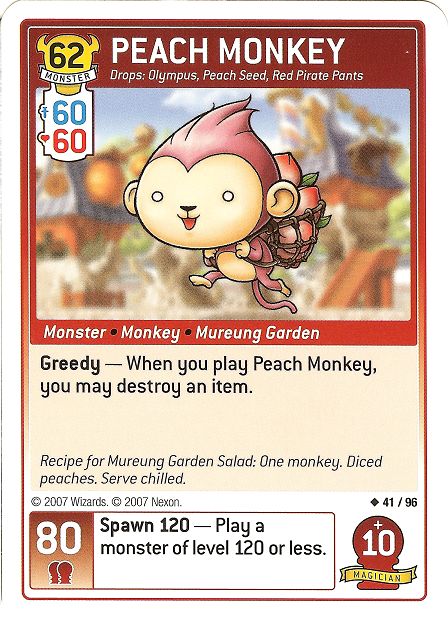 62
MONSTER
PEACH MONKEY
Drops: Olympus, Peach Seed, Red Pirate Pants
60
60
Monster • Monkey • Mureung Garden
Greedy — When you play Peach Monkey,
you may destroy an item.
Recipe for Mureung Garden Salad: One monkey. Diced
peaches. Serve chilled.
© 2007 Wizards. © 2007 Nexon.
◆ 41 / 96
80
Spawn 120 — Play a
monster of level 120 or less.
+
10
MAGICIAN